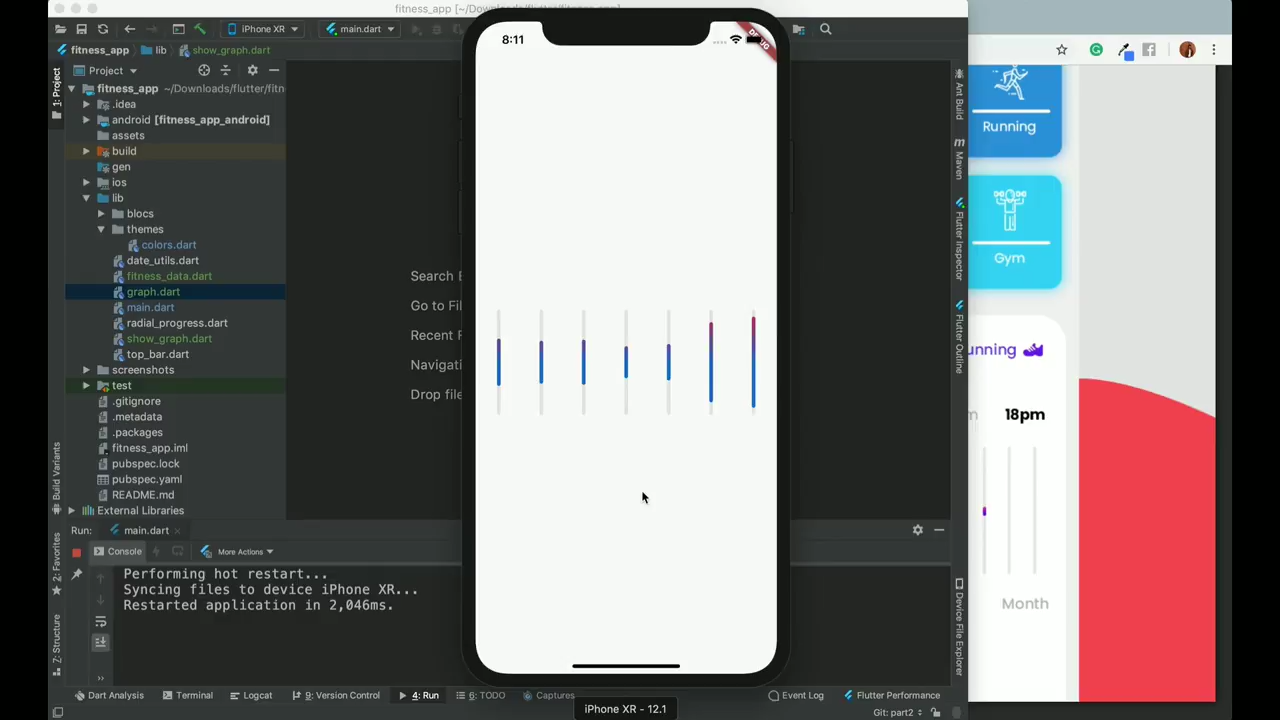 fitness_app [~/Downloads/flutter/fitness_app]
iPhone XR
main.dart
fitness_app
lib
show_graph.dart
8:11
DEBUG
1: Project
Project
fitness_app ~/Downloads/flutter/fitn
.idea
android [fitness_app_android]
assets
build
gen
ios
lib
blocs
themes
colors.dart
date_utils.dart
fitness_data.dart
graph.dart
main.dart
radial_progress.dart
show_graph.dart
top_bar.dart
screenshots
test
.gitignore
.metadata
.packages
fitness_app.iml
pubspec.lock
pubspec.yaml
README.md
External Libraries
Search E
Go to Fil
Recent F
Navigati
Drop file
Ant Build
Maven
Flutter Inspector
Flutter Outline
Device File Explorer
Running
Gym
unning
m
18pm
Month
Build Variants
2: Favorites
7: Structure
Run:
main.dart
Console
More Actions
Performing hot restart...
Syncing files to device iPhone XR...
Restarted application in 2,046ms.
Dart Analysis
Terminal
Logcat
9: Version Control
4: Run
6: TODO
Captures
Event Log
Flutter Performance
iPhone XR - 12.1
Git: part2